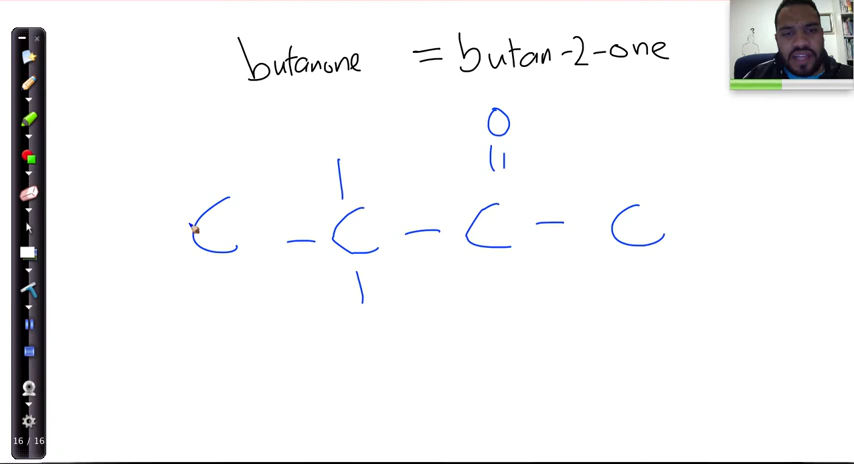 butanone = butan-2-one
O
C - C - C - C
16 / 16